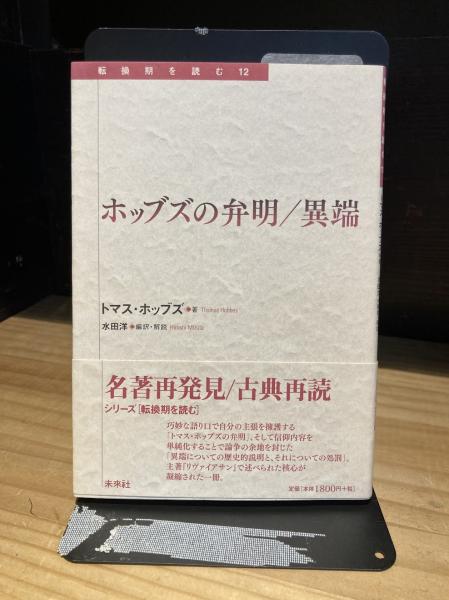 転換期を読む 12
ホッブズの弁明/異端
トマス・ホッブズ◆著 Thomas Hobbes
水田洋◆編訳・解説 Hiroshi Mizuta
名著再発見/古典再読
シリーズ[転換期を読む]
巧妙な語り口で自分の主張を擁護する
「トマス・ホッブズの弁明」、そして信仰内容を
単純化することで論争の余地を封じた
「異端についての歴史的説明と、それについての処罰」。
主著『リヴァイアサン』で述べられた核心が
凝縮された一冊。
未來社
定価[本体1800円+税]